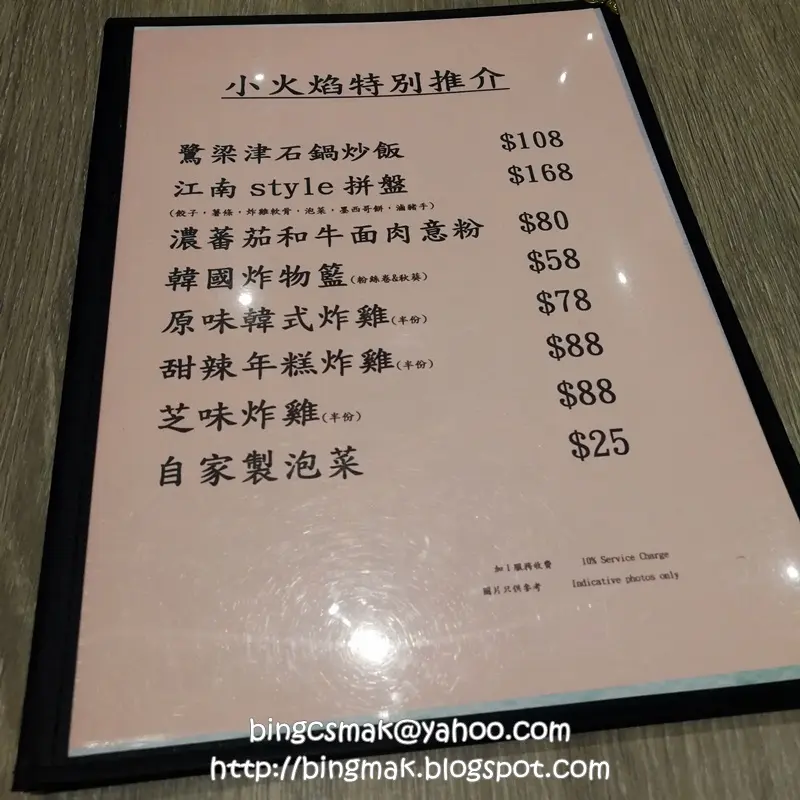 小火焰特別推介
鷺梁津石鍋炒飯 $108
江南 style 拼盤 $168
(餃子，薯條，炸雞軟骨，泡菜，墨西哥餅，滷豬手)
濃蕃茄和牛面肉意粉 $80
韓國炸物籃(粉絲卷&秋葵) $58
原味韓式炸雞(半份) $78
甜辣年糕炸雞(半份) $88
芝味炸雞(半份) $88
自家製泡菜 $25
加1服務收費 10% Service Charge
圖片只供參考 Indicative photos only
bingcsmak@yahoo.com
http://bingmak.blogspot.com